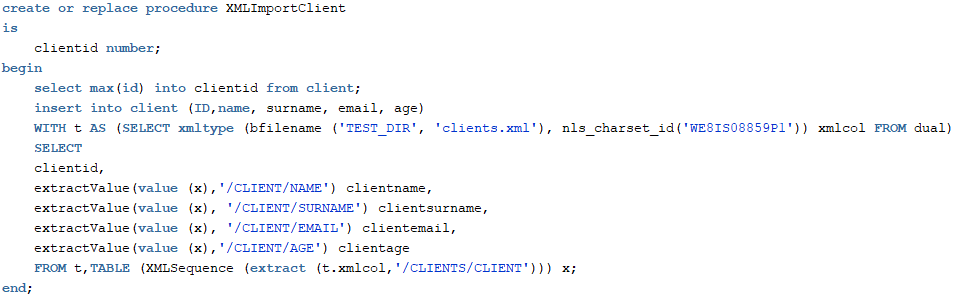 create or replace procedure XMLImportClient
is
clientid number;
begin
select max(id) into clientid from client;
insert into client (ID,name, surname, email, age)
WITH t AS (SELECT xmltype (bfilename ('TEST_DIR', 'clients.xml'), nls_charset_id('WE8ISO8859P1')) xmlcol FROM dual)
SELECT
clientid,
extractValue(value (x),'/CLIENT/NAME') clientname,
extractValue(value (x), '/CLIENT/SURNAME') clientsurname,
extractValue(value (x), '/CLIENT/EMAIL') clientemail,
extractValue(value (x),'/CLIENT/AGE') clientage
FROM t,TABLE (XMLSequence (extract (t.xmlcol,'/CLIENTS/CLIENT'))) x;
end;